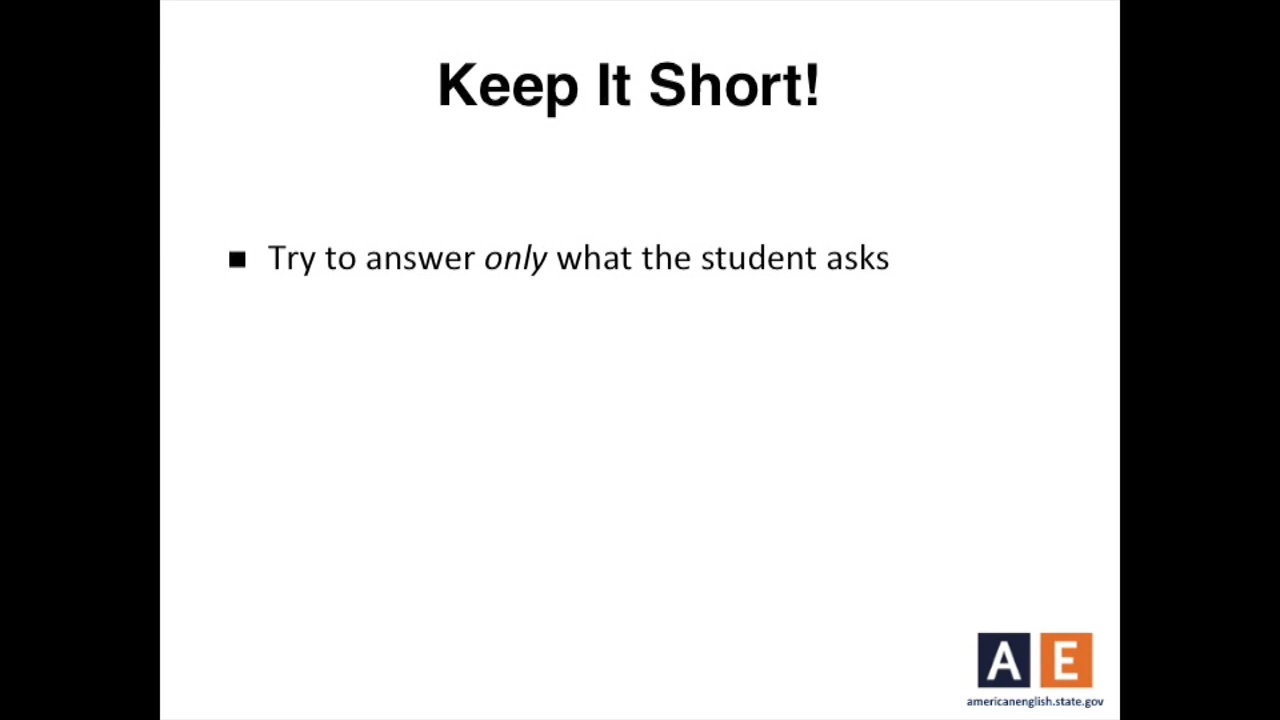 Keep It Short!
■ Try to answer only what the student asks
A E
americanenglish.state.gov